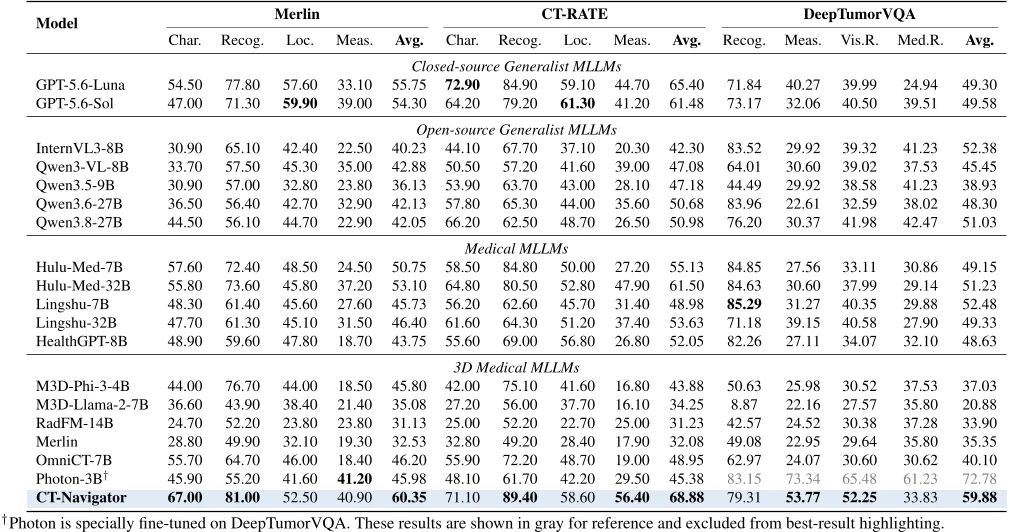 Model Merlin CT-RATE DeepTumorVQA
Char. Recog. Loc. Meas. Avg. Char. Recog. Loc. Meas. Avg. Recog. Meas. Vis.R. Med.R. Avg.
Closed-source Generalist MLLMs
GPT-5.6-Luna 54.50 77.80 57.60 33.10 55.75 72.90 84.90 59.10 44.70 65.40 71.84 40.27 39.99 24.94 49.30
GPT-5.6-Sol 47.00 71.30 59.90 39.00 54.30 64.20 79.20 61.30 41.20 61.48 73.17 32.06 40.50 39.51 49.58
Open-source Generalist MLLMs
InternVL3-8B 30.90 65.10 42.40 22.50 40.23 44.10 67.70 37.10 20.30 42.30 83.52 29.92 39.32 41.23 52.38
Qwen3-VL-8B 33.70 57.50 45.30 35.00 42.88 50.50 57.20 41.60 39.00 47.08 64.01 30.60 39.02 37.53 45.45
Qwen3.5-9B 30.90 57.00 32.80 23.80 36.13 53.90 63.70 43.00 28.10 47.18 44.49 29.92 38.58 41.23 38.93
Qwen3.6-27B 36.50 56.40 42.70 32.90 42.13 57.80 65.30 44.00 35.60 50.68 83.96 22.61 32.59 38.02 48.30
Qwen3.8-27B 44.50 56.10 44.70 22.90 42.05 66.20 62.50 48.70 26.50 50.98 76.20 30.37 41.98 42.47 51.03
Medical MLLMs
Hulu-Med-7B 57.60 72.40 48.50 24.50 50.75 58.50 84.80 50.00 27.20 55.13 84.85 27.56 33.11 30.86 49.15
Hulu-Med-32B 55.80 73.60 45.80 37.20 53.10 64.80 80.50 52.80 47.90 61.50 84.63 30.60 37.99 29.14 51.23
Lingshu-7B 48.30 61.40 45.60 27.60 45.73 56.20 62.60 45.70 31.40 48.98 85.29 31.27 40.35 29.88 52.48
Lingshu-32B 47.70 61.30 45.10 31.50 46.40 61.60 64.30 51.20 37.40 53.63 71.18 39.15 40.58 27.90 49.33
HealthGPT-8B 48.90 59.60 47.80 18.70 43.75 55.60 69.00 56.80 26.80 52.05 82.26 27.11 34.07 32.10 48.63
3D Medical MLLMs
M3D-Phi-3-4B 44.00 76.70 44.00 18.50 45.80 42.00 75.10 41.60 16.80 43.88 50.63 25.98 30.52 37.53 37.03
M3D-Llama-2-7B 36.60 43.90 38.40 21.40 35.08 27.20 56.00 37.70 16.10 34.25 8.87 22.16 27.57 35.80 20.88
RadFM-14B 24.70 52.20 23.80 23.80 31.13 25.00 52.20 22.70 25.00 31.23 42.57 24.52 30.38 37.28 33.90
Merlin 28.80 49.90 32.10 19.30 32.53 32.80 49.20 28.40 17.90 32.08 49.08 22.95 29.64 35.80 35.35
OmniCT-7B 55.70 64.70 46.00 18.40 46.20 55.90 72.20 48.70 19.00 48.95 62.97 24.07 30.60 30.62 40.10
Photon-3B† 45.90 55.20 41.60 41.20 45.98 48.10 61.70 42.20 29.50 45.38 83.15 73.34 65.48 61.23 72.78
CT-Navigator 67.00 81.00 52.50 40.90 60.35 71.10 89.40 58.60 56.40 68.88 79.31 53.77 52.25 33.83 59.88
†Photon is specially fine-tuned on DeepTumorVQA. These results are shown in gray for reference and excluded from best-result highlighting.